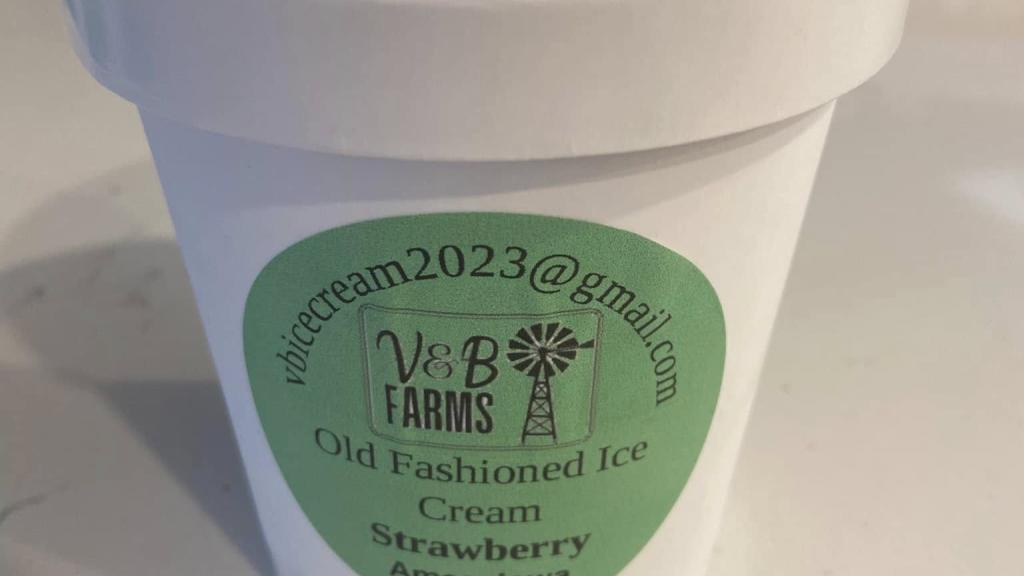 vbicecream2023@gmail.com
V&B
FARMS
Old Fashioned Ice
Cream
Strawberry